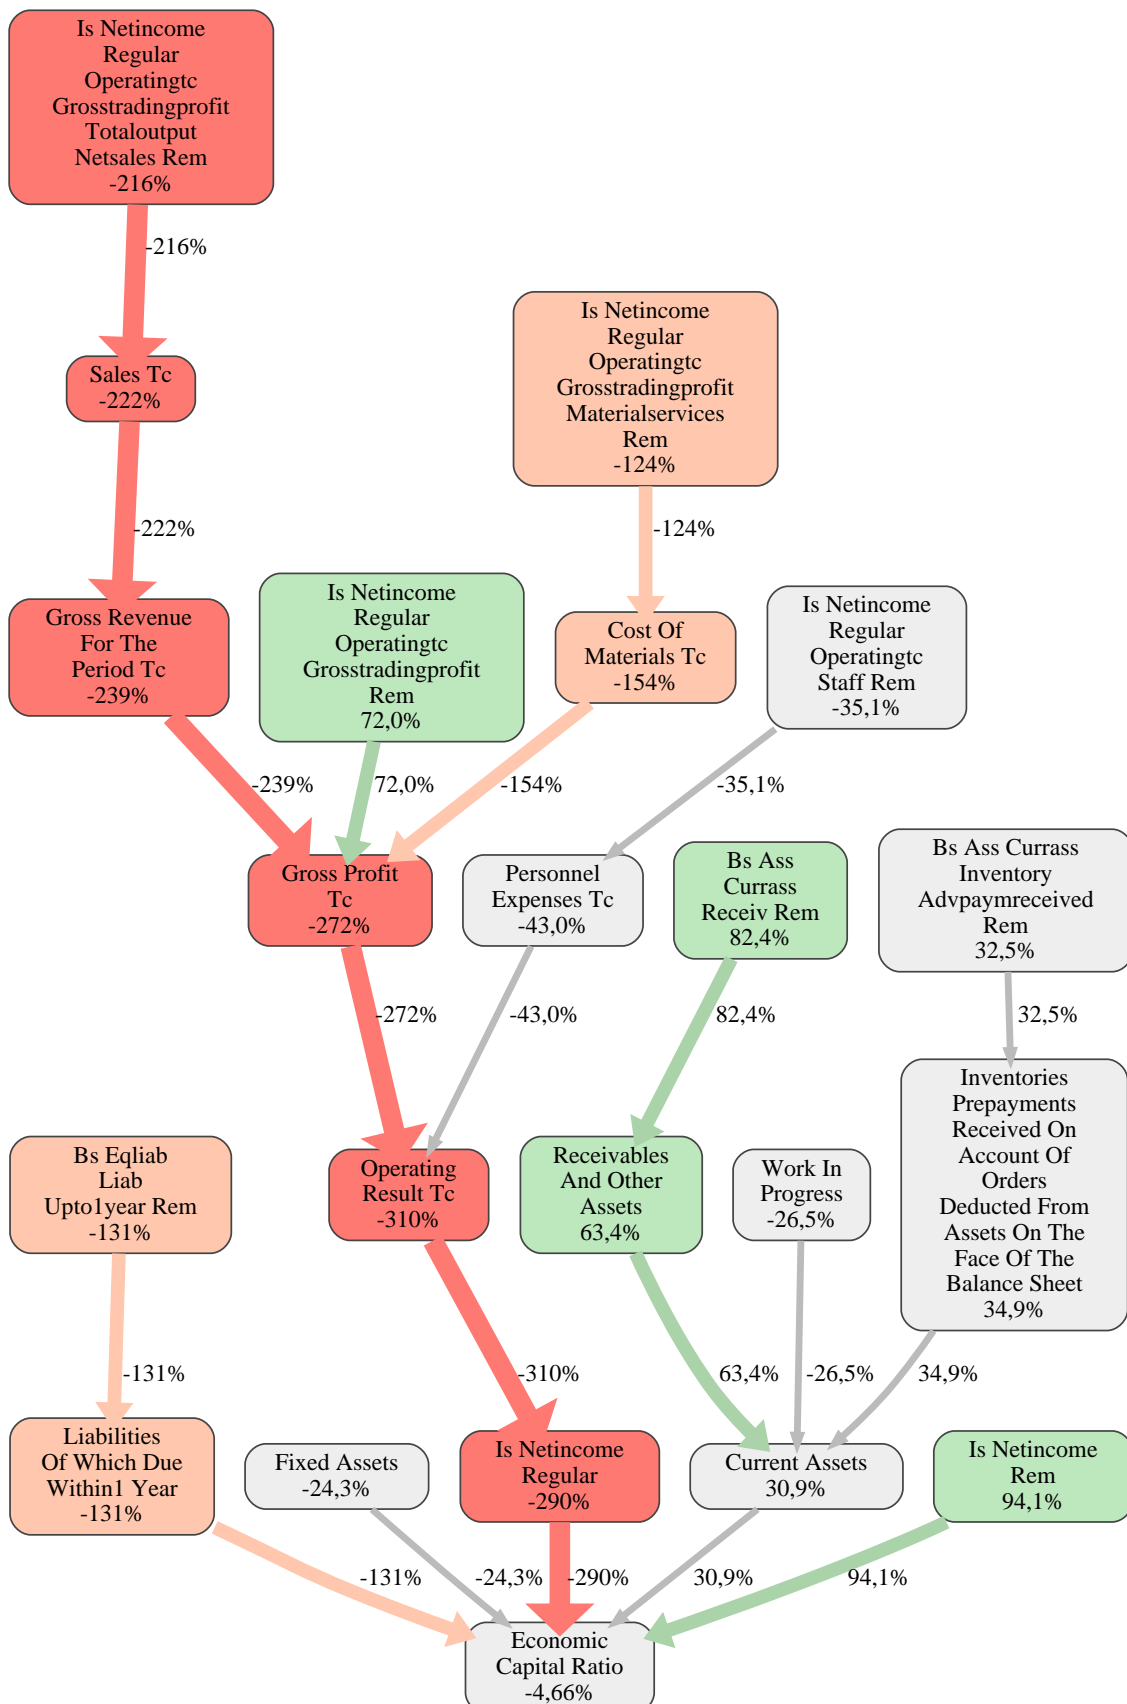 Is Netincome
Regular
Operatingtc
Grosstradingprofit
Totaloutput
Netsales Rem
-216%
-216%
Sales Tc
-222%
-222%
Is Netincome
Regular
Operatingtc
Grosstradingprofit
Materialservices
Rem
-124%
-124%
Gross Revenue
For The
Period Tc
-239%
Is Netincome
Regular
Operatingtc
Grosstradingprofit
Rem
72,0%
Cost Of
Materials Tc
-154%
Is Netincome
Regular
Operatingtc
Staff Rem
-35,1%
-239%
72,0%
-154%
-35,1%
Gross Profit
Tc
-272%
Personnel
Expenses Tc
-43,0%
Bs Ass
Currass
Receiv Rem
82,4%
Bs Ass Currass
Inventory
Advpaymreceived
Rem
32,5%
-272%
-43,0%
82,4%
32,5%
Bs Eqliab
Liab
Upto1year Rem
-131%
Operating
Result Tc
-310%
Receivables
And Other
Assets
63,4%
Work In
Progress
-26,5%
Inventories
Prepayments
Received On
Account Of
Orders
Deducted From
Assets On The
Face Of The
Balance Sheet
34,9%
-131%
-310%
63,4%
-26,5%
34,9%
Liabilities
Of Which Due
Within1 Year
-131%
Fixed Assets
-24,3%
Is Netincome
Regular
-290%
Current Assets
30,9%
Is Netincome
Rem
94,1%
-131%
-24,3%
-290%
30,9%
94,1%
Economic
Capital Ratio
-4,66%